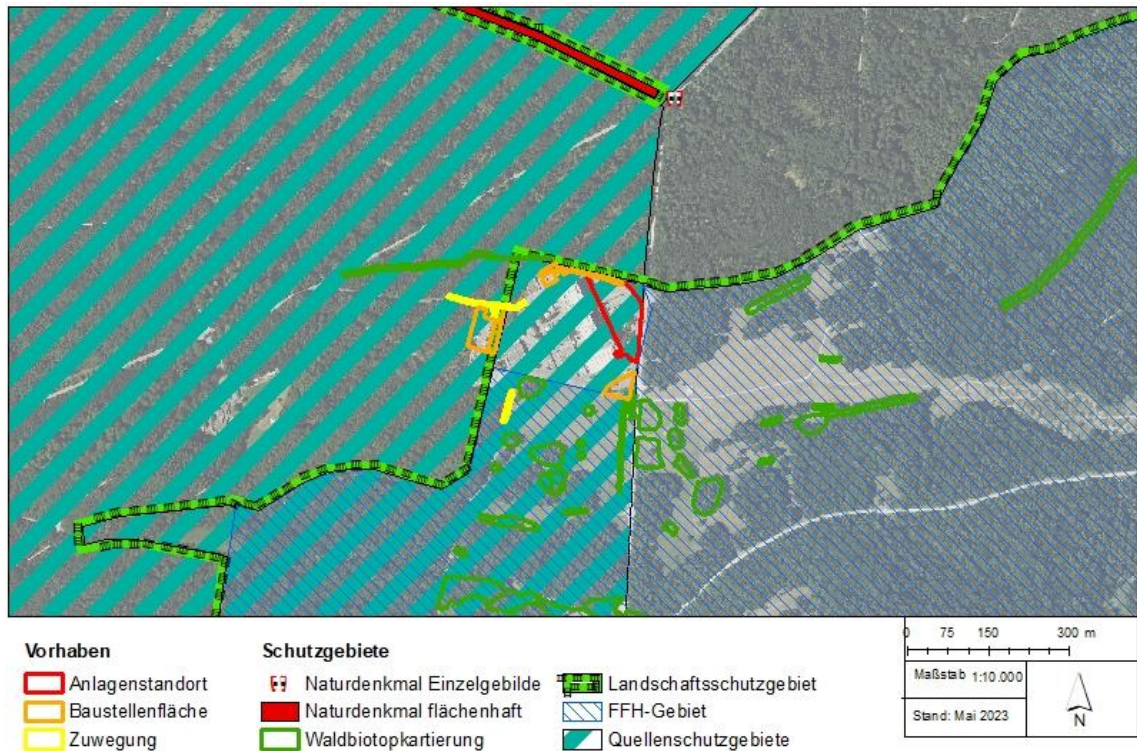 Vorhaben
Anlagenstandort
Baustellenfläche
Zuwegung
Schutzgebiete
Naturdenkmal Einzelgebilde
Naturdenkmal flächenhaft
Waldbiotopkartierung
Landschaftsschutzgebiet
FFH-Gebiet
Quellenschutzgebiete
0 75 150 300 m
Maßstab 1:10.000
Stand: Mai 2023
N